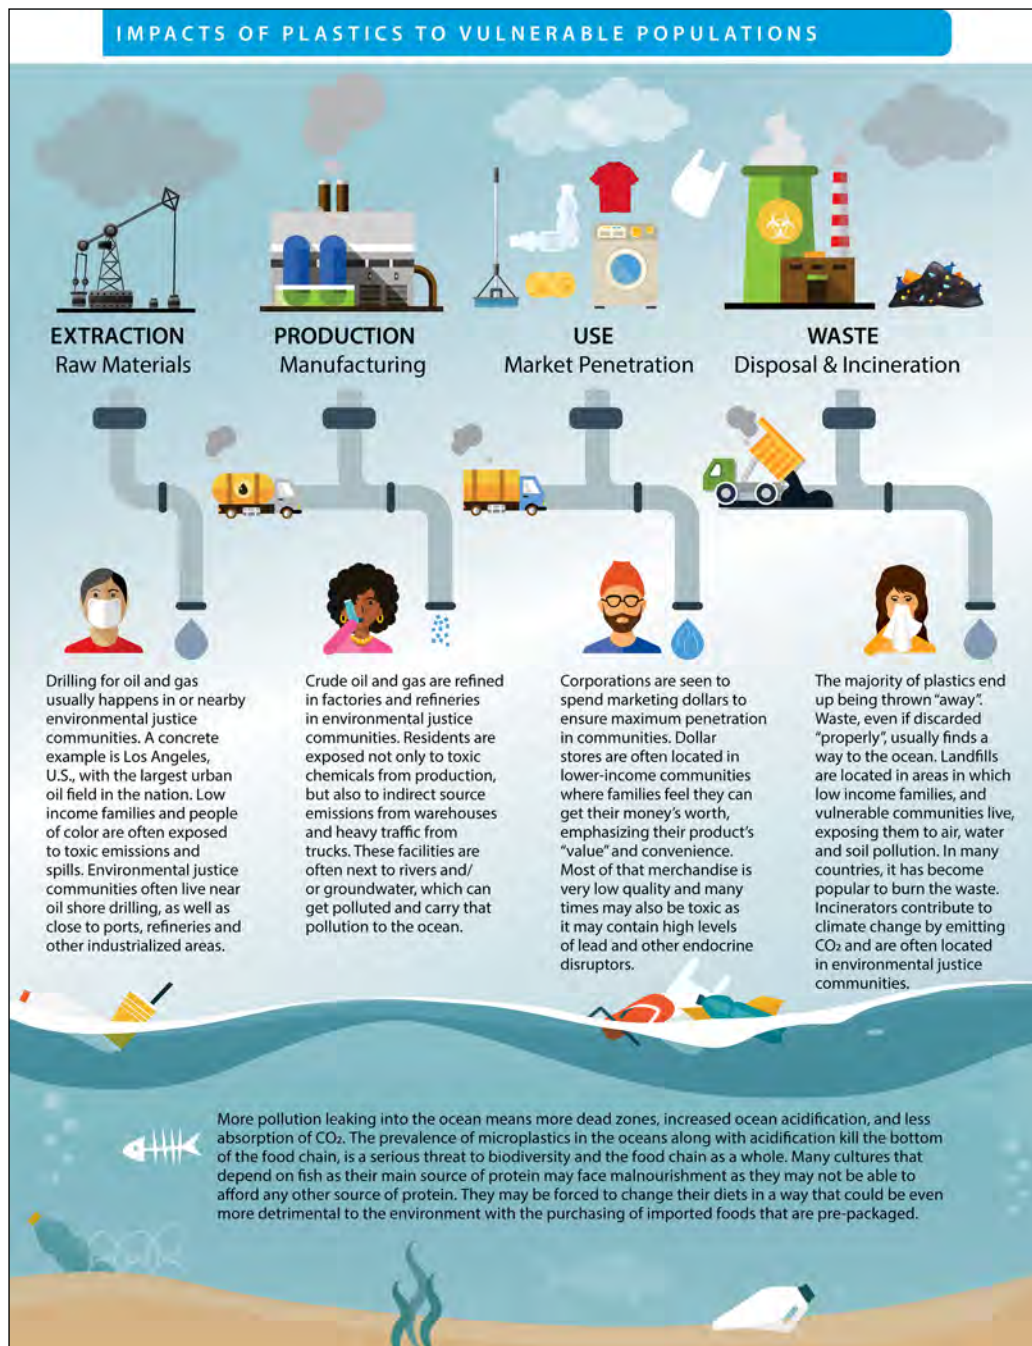 IMPACTS OF PLASTICS TO VULNERABLE POPULATIONS
EXTRACTION
Raw Materials
PRODUCTION
Manufacturing
USE
Market Penetration
WASTE
Disposal & Incineration
Drilling for oil and gas
usually happens in or nearby
environmental justice
communities. A concrete
example is Los Angeles,
U.S., with the largest urban
oil field in the nation. Low
income families and people
of color are often exposed
to toxic emissions and
spills. Environmental justice
communities often live near
oil shore drilling, as well as
close to ports, refineries and
other industrialized areas.
Crude oil and gas are refined
in factories and refineries
in environmental justice
communities. Residents are
exposed not only to toxic
chemicals from production,
but also to indirect source
emissions from warehouses
and heavy traffic from
trucks. These facilities are
often next to rivers and/
or groundwater, which can
get polluted and carry that
pollution to the ocean.
Corporations are seen to
spend marketing dollars to
ensure maximum penetration
in communities. Dollar
stores are often located in
lower-income communities
where families feel they can
get their money's worth,
emphasizing their product's
“value” and convenience.
Most of that merchandise is
very low quality and many
times may also be toxic as
it may contain high levels
of lead and other endocrine
disruptors.
The majority of plastics end
up being thrown “away”.
Waste, even if discarded
“properly”, usually finds a
way to the ocean. Landfills
are located in areas in which
low income families, and
vulnerable communities live,
exposing them to air, water
and soil pollution. In many
countries, it has become
popular to burn the waste.
Incinerators contribute to
climate change by emitting
CO₂ and are often located
in environmental justice
communities.
More pollution leaking into the ocean means more dead zones, increased ocean acidification, and less
absorption of CO₂. The prevalence of microplastics in the oceans along with acidification kill the bottom
of the food chain, is a serious threat to biodiversity and the food chain as a whole. Many cultures that
depend on fish as their main source of protein may face malnourishment as they may not be able to
afford any other source of protein. They may be forced to change their diets in a way that could be even
more detrimental to the environment with the purchasing of imported foods that are pre-packaged.